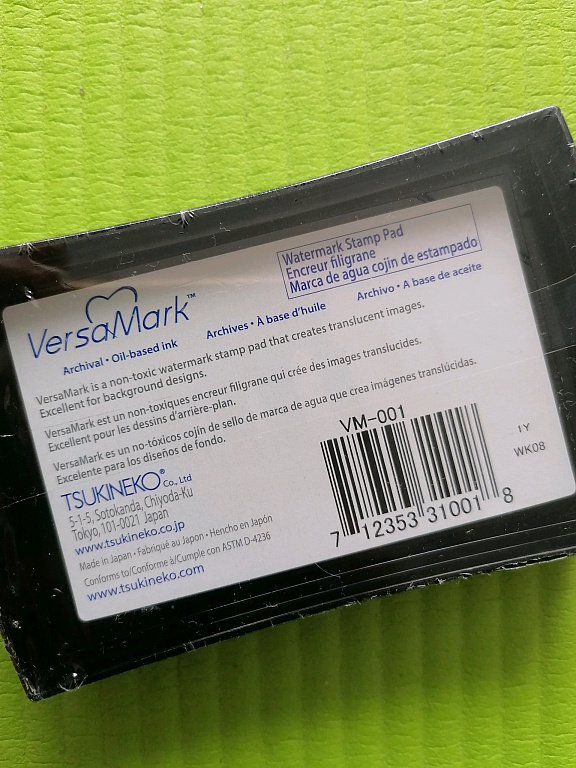 Watermark Stamp Pad
Encreur filigrane
Marca de agua cojin de estampado
VersaMark™
Archival • Oil-based ink
Archives • À base d'huile
Archivo • A base de aceite
VersaMark is a non-toxic watermark stamp pad that creates translucent images.
Excellent for background designs.
VersaMark est un non-toxiques encreur filigrane qui crée des images translucides.
Excellent pour les dessins d'arrière-plan.
VersaMark es un no-tóxicos cojín de sello de marca de agua que crea imágenes translúcidas.
Excelente para los diseños de fondo.
TSUKINEKO® Co., Ltd
5-1-5, Sotokanda, Chiyoda-Ku
Tokyo, 101-0021 Japan
www.tsukineko.co.jp
Made in Japan • Fabriqué au Japon • Hencho en Japón
Conforms to/Conforme à/Cumple con ASTM D-4236
www.tsukineko.com
VM-001
7 12353 31001 8
IY
WK08